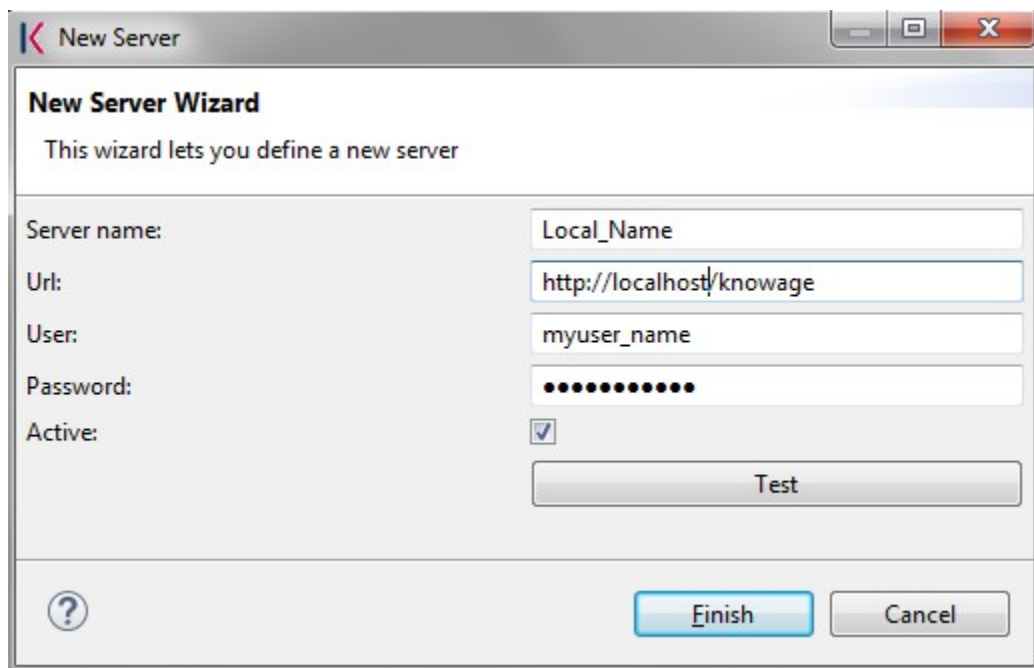 New Server
New Server Wizard
This wizard lets you define a new server
Server name: Local_Name
Url: http://localhost/knowage
User: myuser_name
Password: ●●●●●●●●●●●
Active:
Test
? Finish Cancel